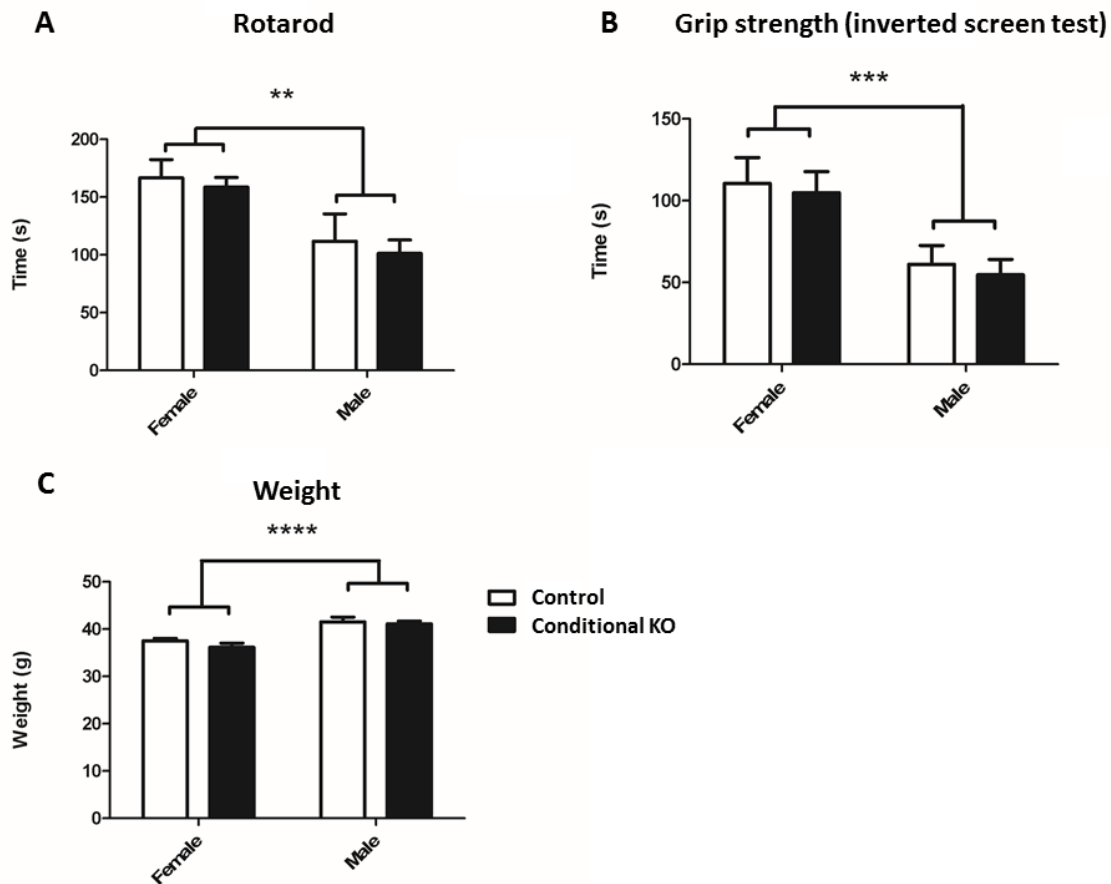 A
Rotarod
**
Time (s)
200
150
100
50
0
Female
Male
B
Grip strength (inverted screen test)
***
Time (s)
150
100
50
0
Female
Male
C
Weight
****
Weight (g)
50
40
30
20
10
0
Female
Male
Control
Conditional KO